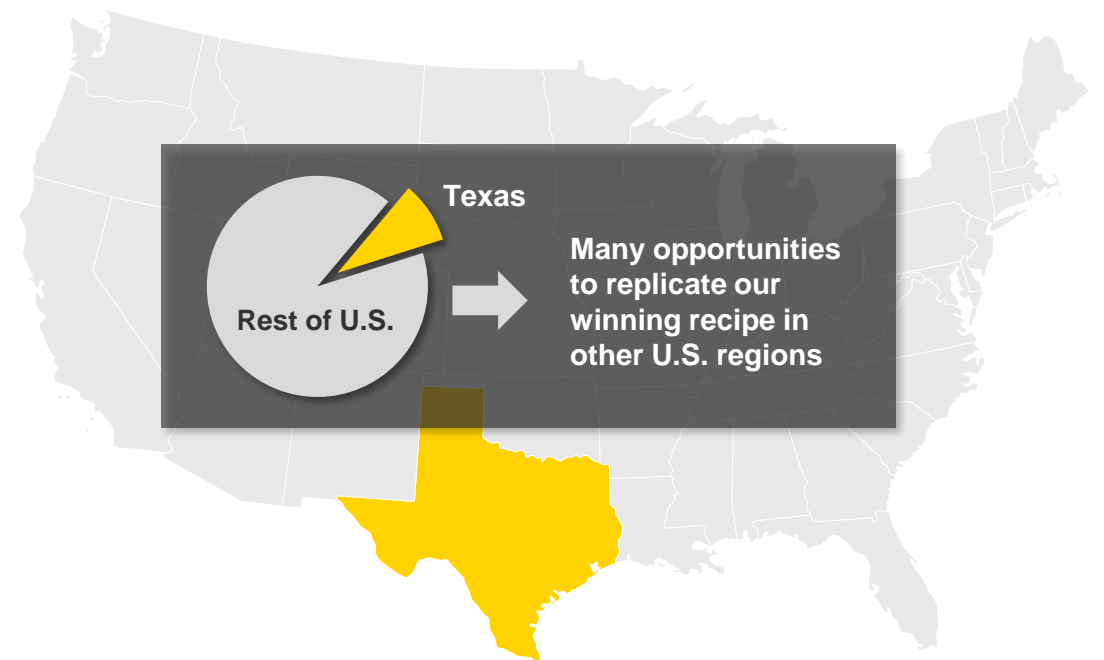 Texas
Rest of U.S.
Many opportunities
to replicate our
winning recipe in
other U.S. regions